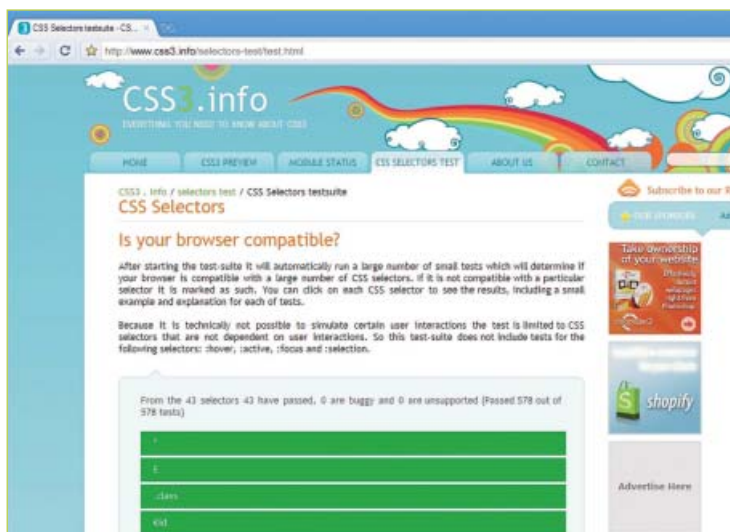 CSS Selectors testsuite - CS...
http://www.css3.info/selectors-test/test.html
CSS3.info
EVERYTHING YOU NEED TO KNOW ABOUT CSS3
HOME CSS3 PREVIEW MODULE STATUS CSS SELECTORS TEST ABOUT US CONTACT
CSS3 . Info / selectors test / CSS Selectors testsuite
CSS Selectors
Subscribe to our R
OUR SPONSORS
Is your browser compatible?
After starting the test-suite it will automatically run a large number of small tests which will determine if
your browser is compatible with a large number of CSS selectors. If it is not compatible with a particular
selector it is marked as such. You can click on each CSS selector to see the results, including a small
example and explanation for each of tests.
Because it is technically not possible to simulate certain user interactions the test is limited to CSS
selectors that are not dependent on user interactions. So this test-suite does not include tests for the
following selectors: :hover, :active, :focus and :selection.
From the 43 selectors 43 have passed, 0 are buggy and 0 are unsupported (Passed 578 out of
578 tests)
*
E
.class
#id
Take ownership
of your website
shopify
Advertise Here